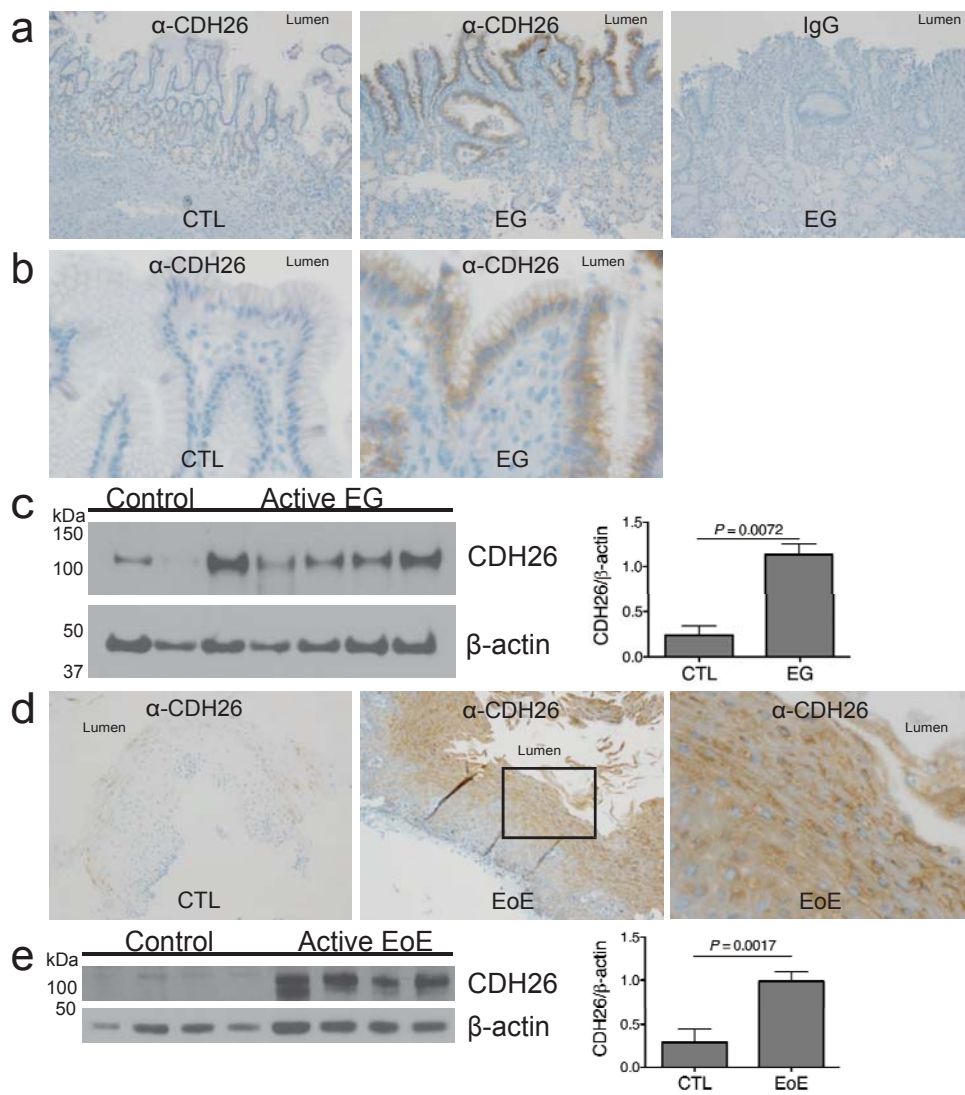 a
α-CDH26 Lumen
CTL
α-CDH26 Lumen
EG
IgG Lumen
EG
b
α-CDH26 Lumen
CTL
α-CDH26 Lumen
EG
c
Control Active EG
kDa
150
100
CDH26
50
37
β-actin
CDH26/β-actin
1.5
1.0
0.5
0.0
P = 0.0072
CTL EG
d
α-CDH26
Lumen
CTL
α-CDH26
Lumen
EoE
α-CDH26
Lumen
EoE
e
Control Active EoE
kDa
100
CDH26
50
β-actin
CDH26/β-actin
1.5
1.0
0.5
0.0
P = 0.0017
CTL EoE